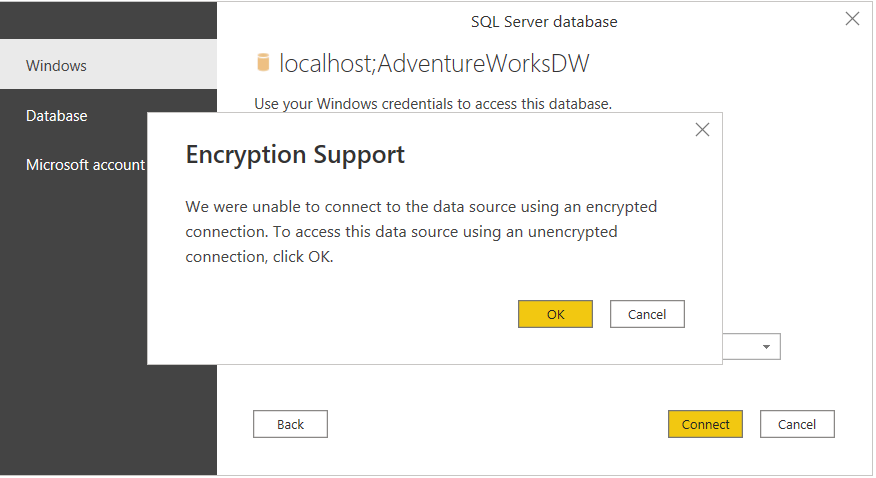 SQL Server database
Windows
Database
Microsoft account
localhost;AdventureWorksDW
Use your Windows credentials to access this database.
Encryption Support
We were unable to connect to the data source using an encrypted
connection. To access this data source using an unencrypted
connection, click OK.
OK
Cancel
Back
Connect
Cancel